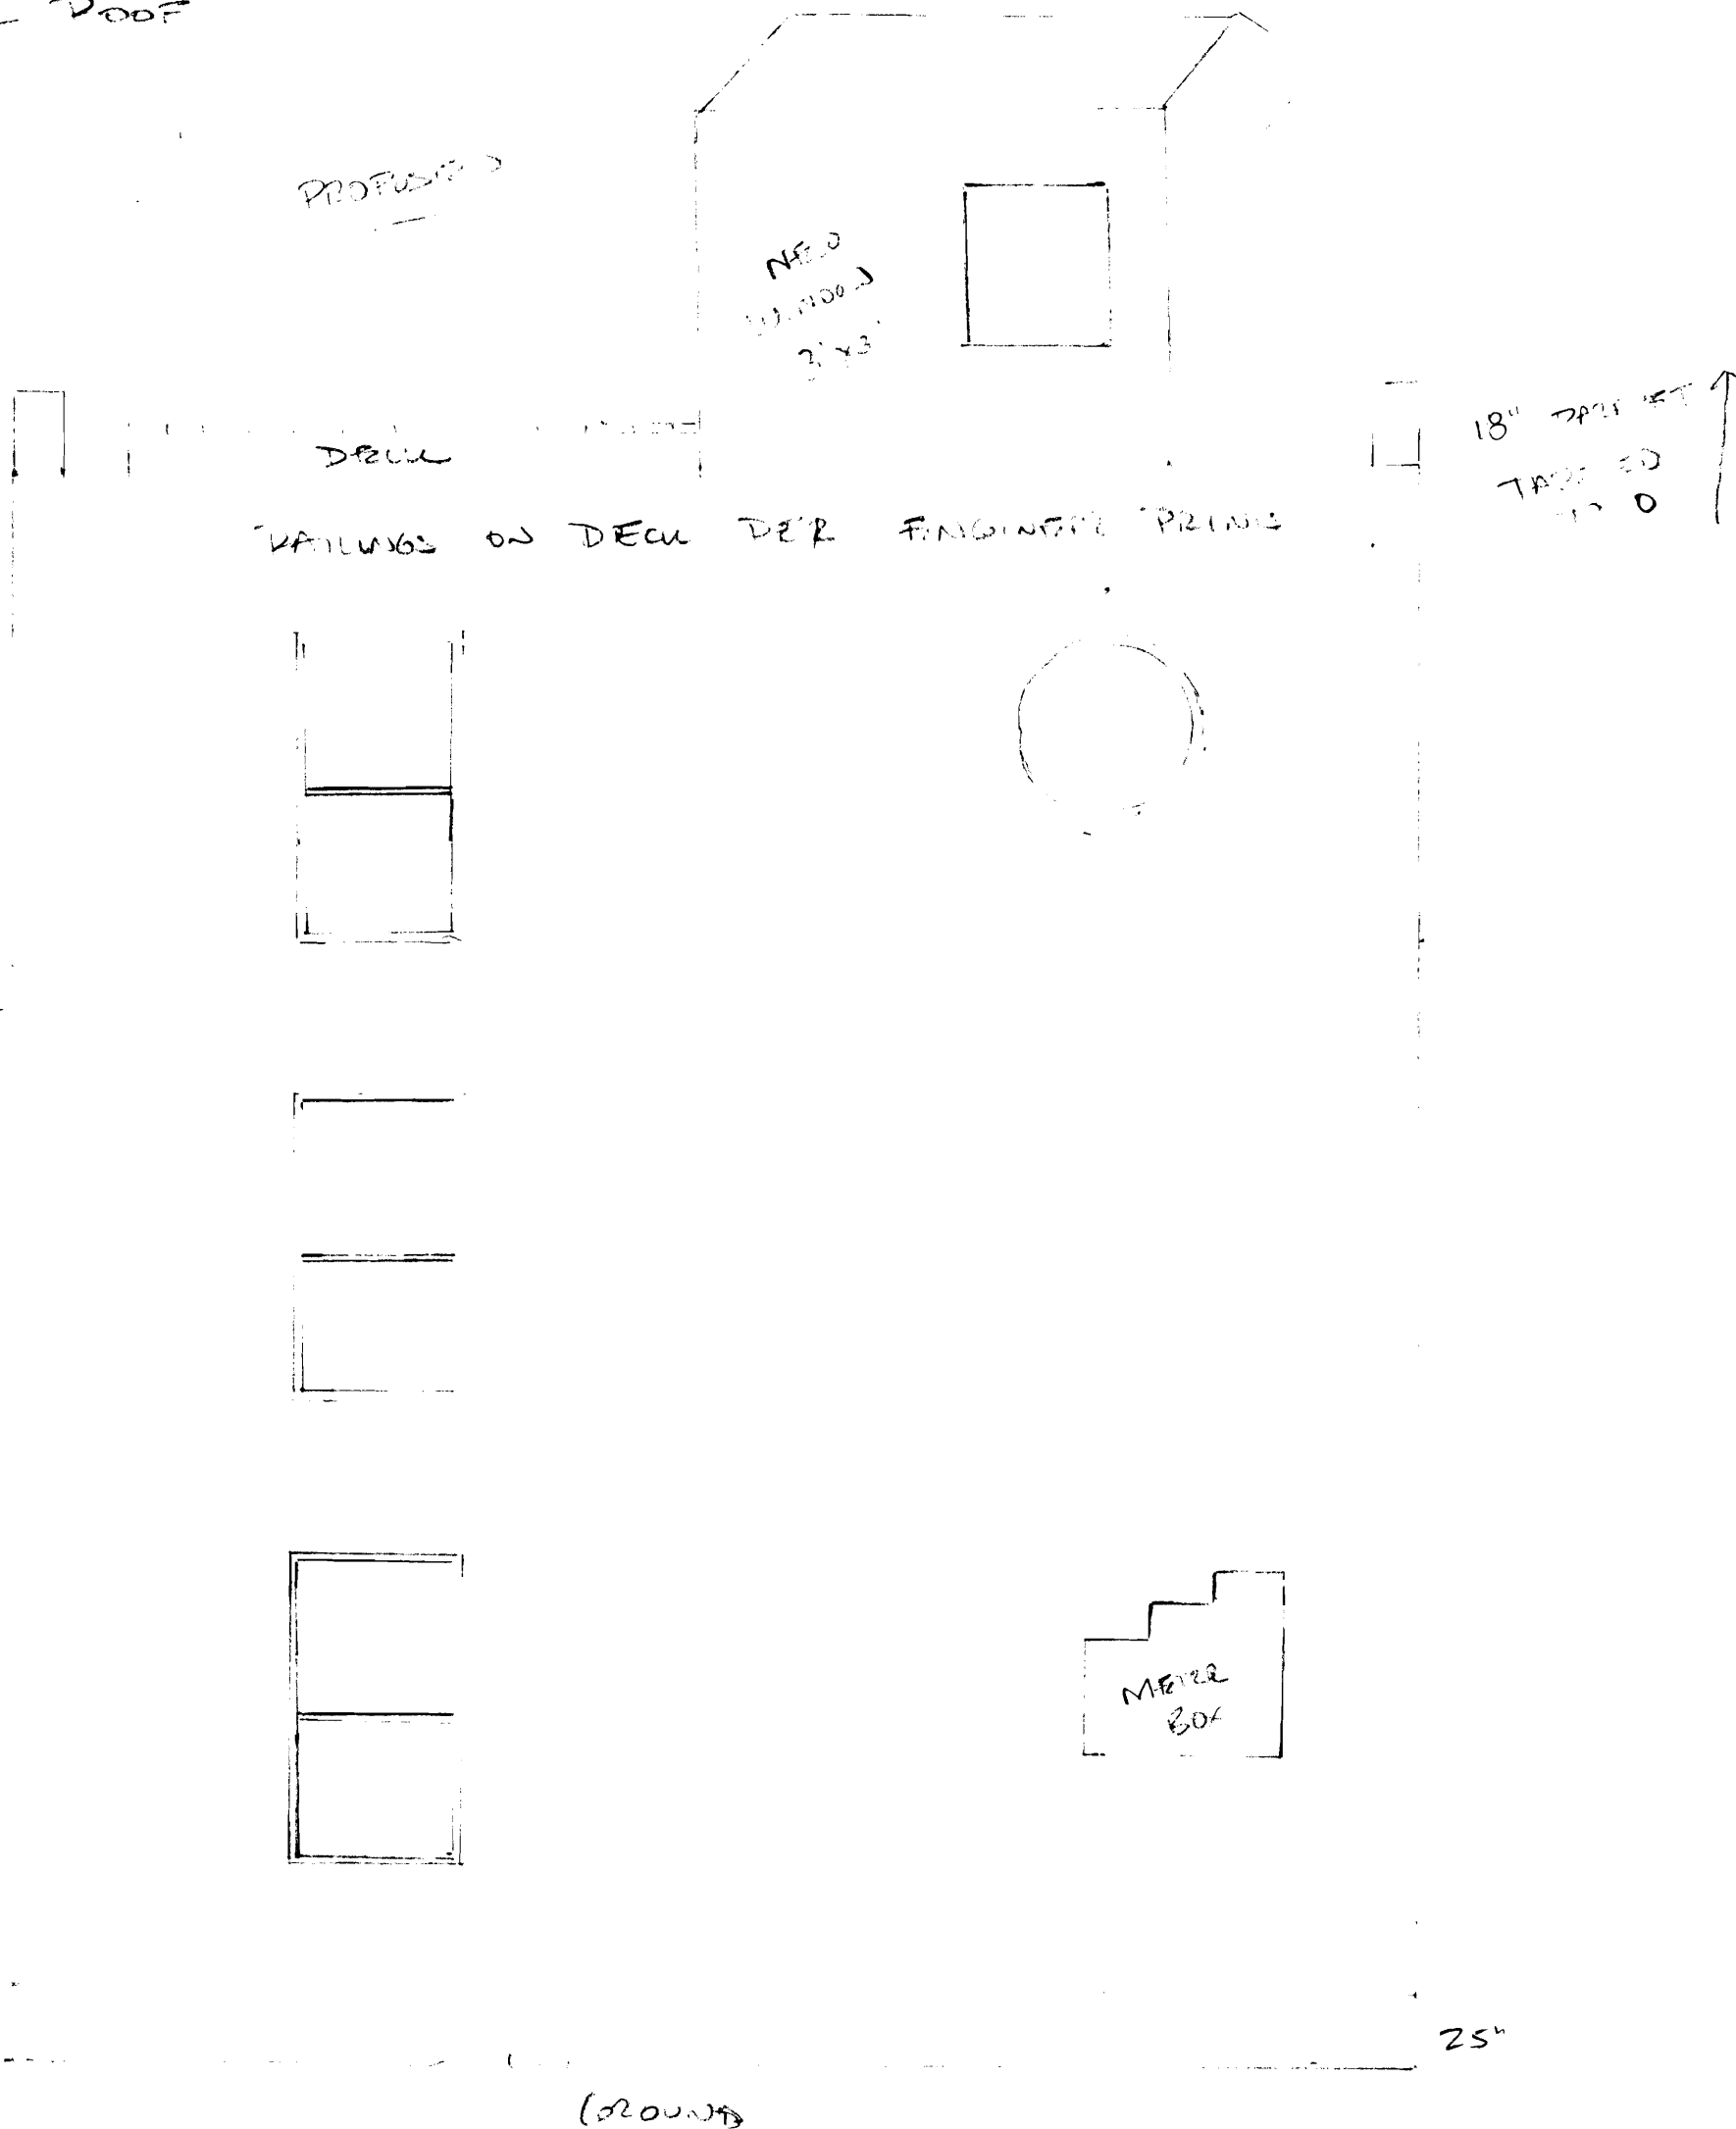 ROOF
PROPOSED
NEW
WINDOW
3' x 3'
DECK
18" PARAPET
TAPERED
TO 0
RAILINGS ON DECK PER ENGINEER PRINTS
METER
BOX
25"
GROUND